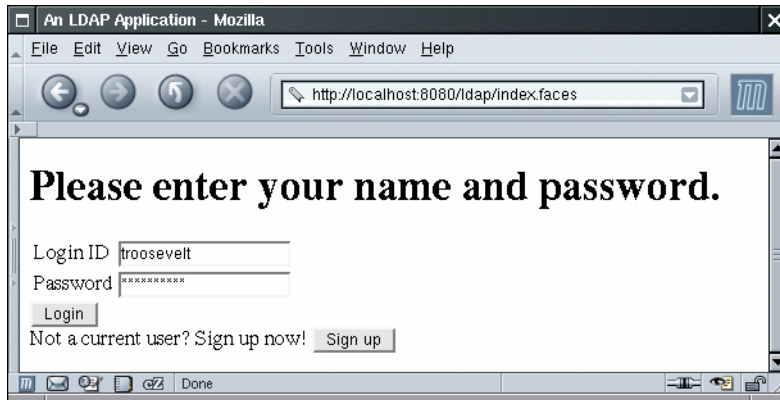 An LDAP Application - Mozilla
File Edit View Go Bookmarks Tools Window Help
http://localhost:8080/ldap/index.faces
Please enter your name and password.
Login ID troosevelt
Password **********
Login
Not a current user? Sign up now! Sign up
Done